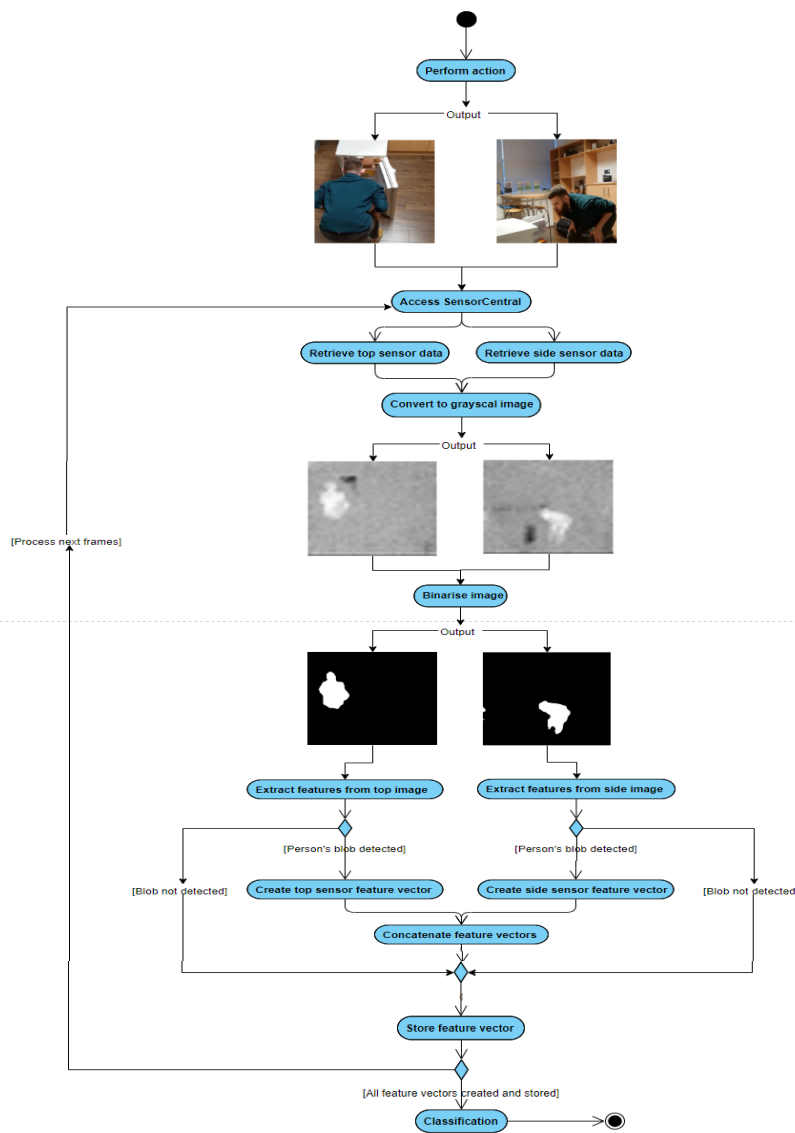 Perform action
Output
Access SensorCentral
Retrieve top sensor data
Retrieve side sensor data
Convert to grayscal image
Output
[Process next frames]
Binarise image
Output
Extract features from top image
Extract features from side image
[Person's blob detected]
[Person's blob detected]
[Blob not detected]
Create top sensor feature vector
Create side sensor feature vector
[Blob not detected
Concatenate feature vectors
Store feature vector
[All feature vectors created and stored]
Classification